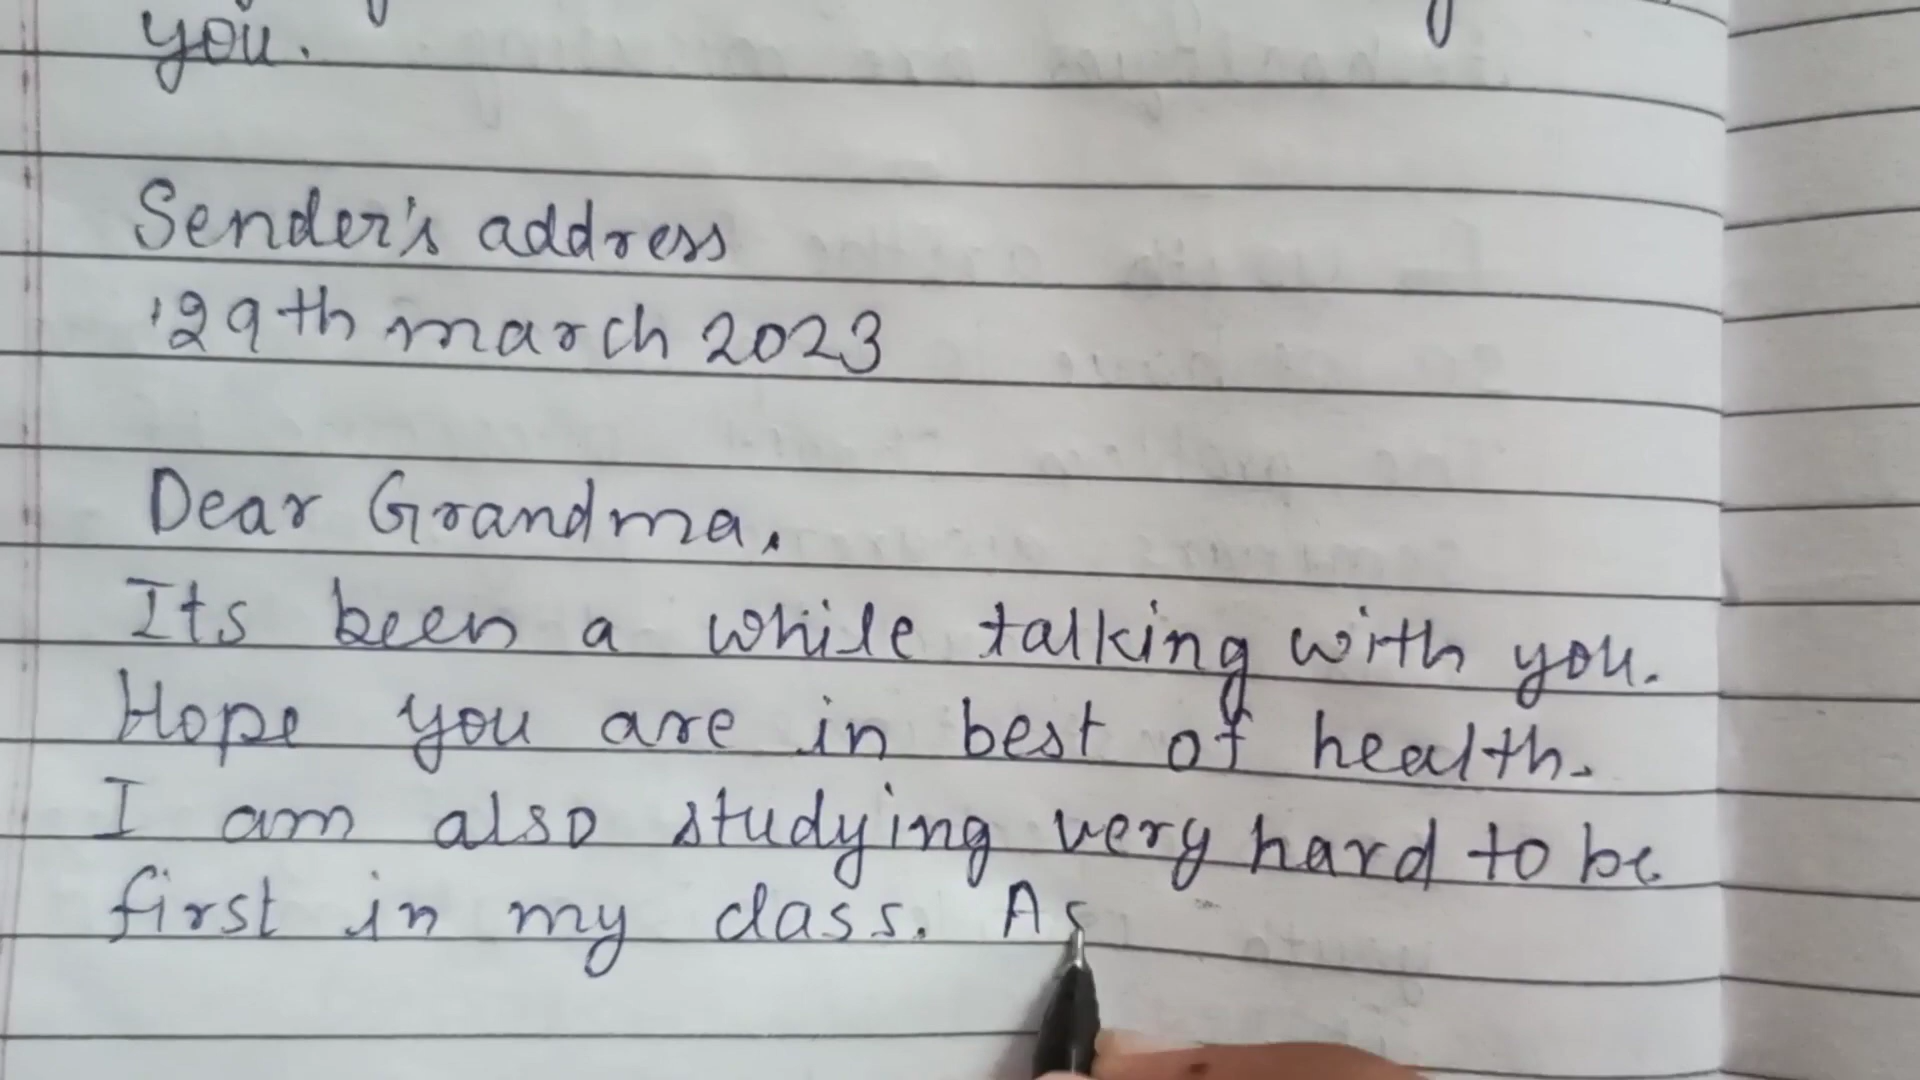 you.
Sender's address
29th march 2023
Dear Grandma,
Its been a while talking with you.
Hope you are in best of health.
I am also studying very hard to be
first in my class. As